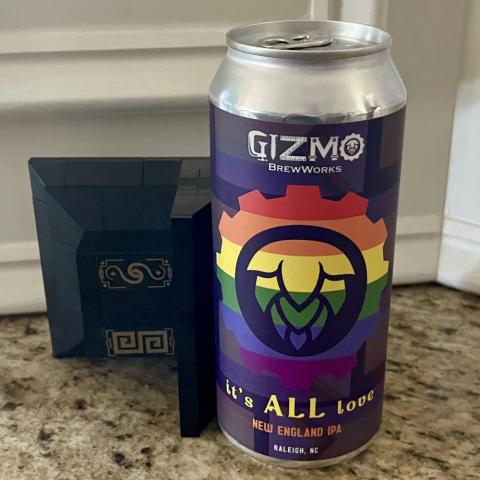 GIZMO
BREWWORKS
it's ALL love
NEW ENGLAND IPA
RALEIGH, NC